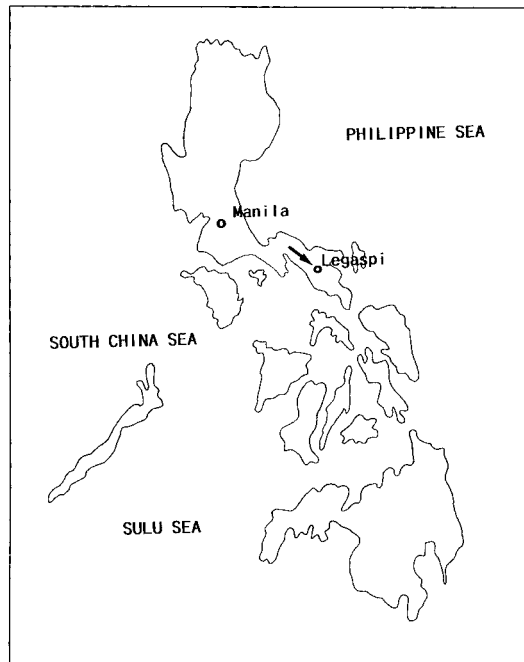 PHILIPPINE SEA
Manila
Legaspi
SOUTH CHINA SEA
SULU SEA